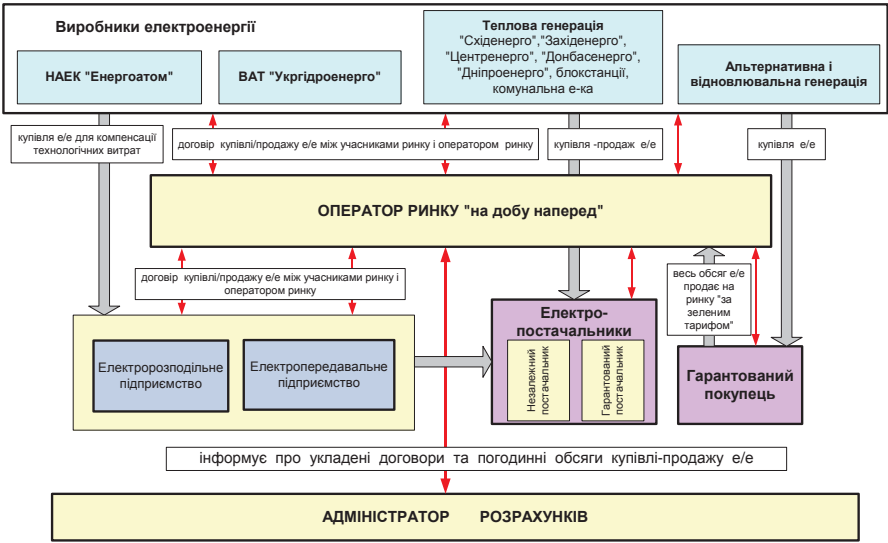 Виробники електроенергії
НАЕК "Енергоатом"
ВАТ "Укргідроенерго"
Теплова генерація
"Східенерго","Західенерго",
"Центренерго", "Донбасенерго",
"Дніпроенерго", блокстанції,
комунальна е-ка
Альтернативна і
відновлювальна генерація
купівля е/е для компенсації
технологічних витрат
договір купівлі/продажу е/е між учасниками ринку і оператором ринку
купівля -продаж е/е
купівля е/е
ОПЕРАТОР РИНКУ "на добу наперед"
договір купівлі/продажу е/е між учасниками ринку і
оператором ринку
весь обсяг е/е
продає на
ринку "за
зеленим
тарифом"
Електророзподільне
підприємство
Електропередавальне
підприємство
Електро-
постачальники
Незалежний
постачальник
Гарантований
постачальник
Гарантований
покупець
інформує про укладені договори та погодинні обсяги купівлі-продажу е/е
АДМІНІСТРАТОР РОЗРАХУНКІВ